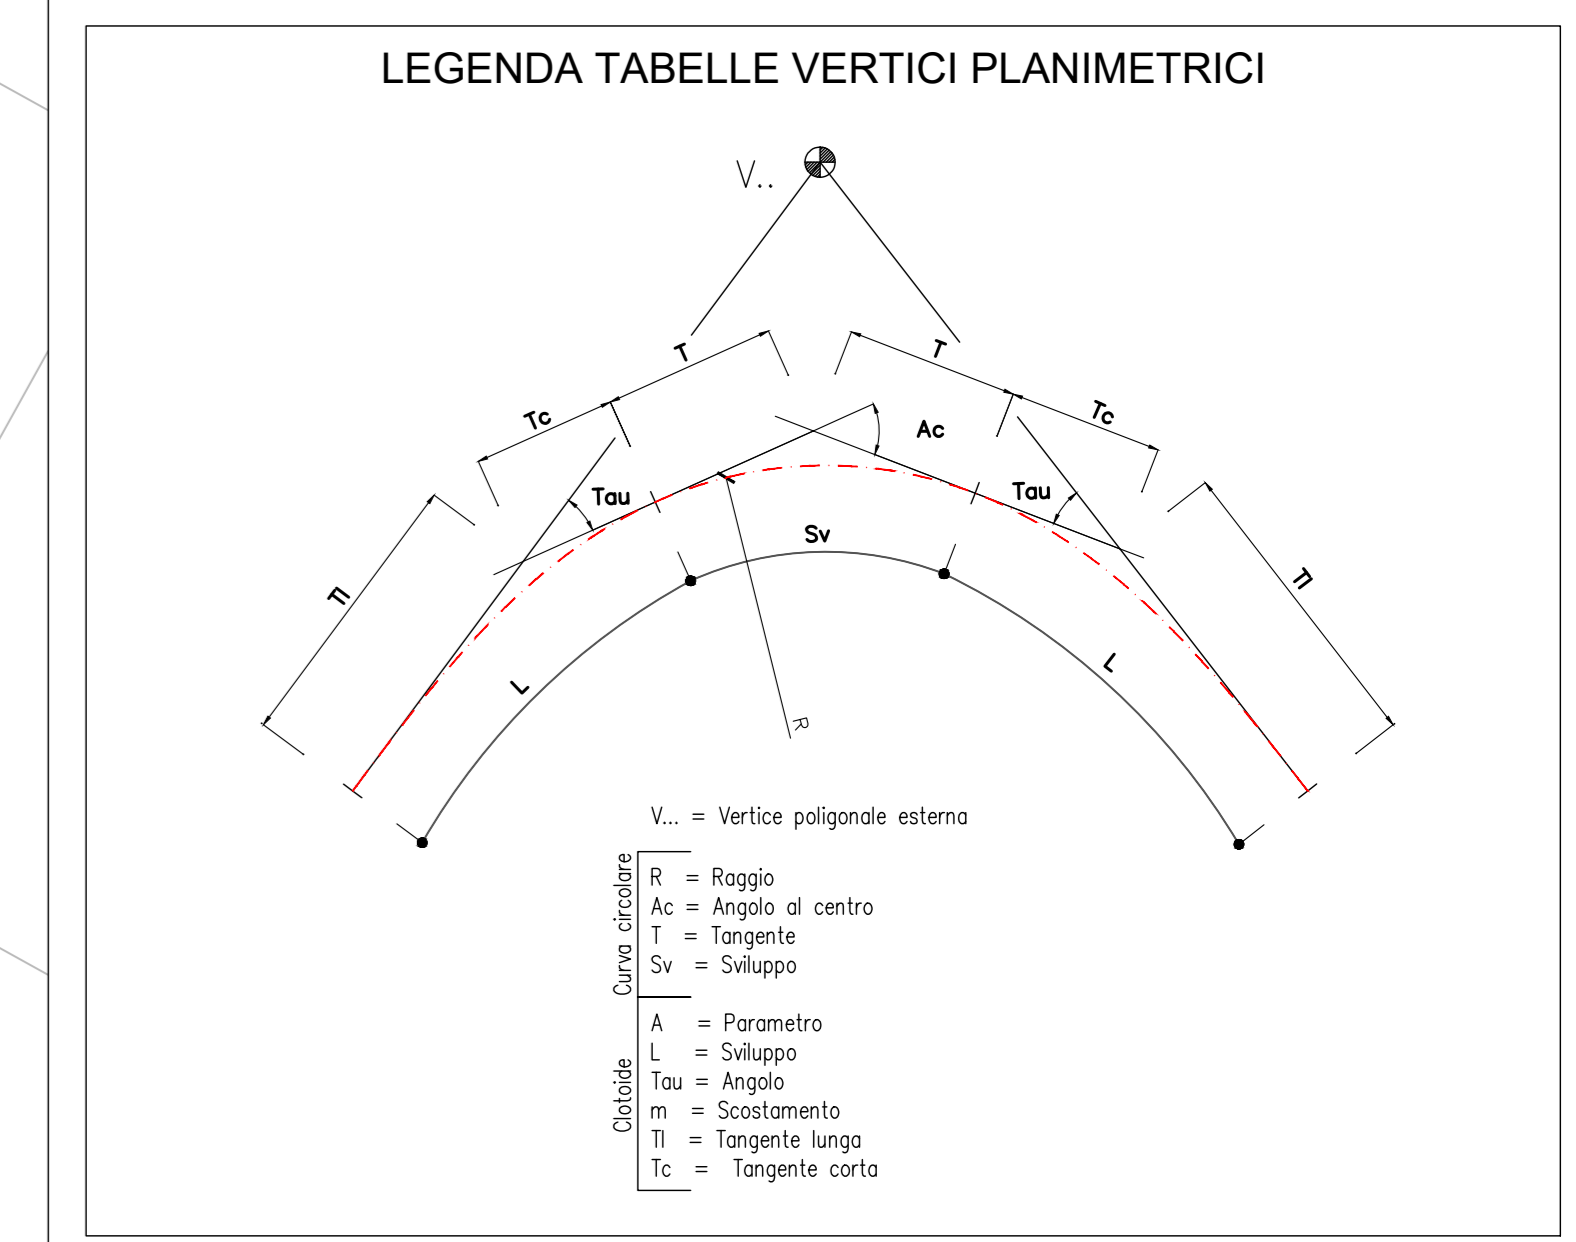 LEGENDA TABELLE VERTICI PLANIMETRICI
V..
T
T
Tc
Tc
Ac
Tau
Tau
Sv
Tl
Tl
L
L
R
V... = Vertice poligonale esterna
Curva circolare
R = Raggio
Ac = Angolo al centro
T = Tangente
Sv = Sviluppo
Clotoide
A = Parametro
L = Sviluppo
Tau = Angolo
m = Scostamento
Tl = Tangente lunga
Tc = Tangente corta